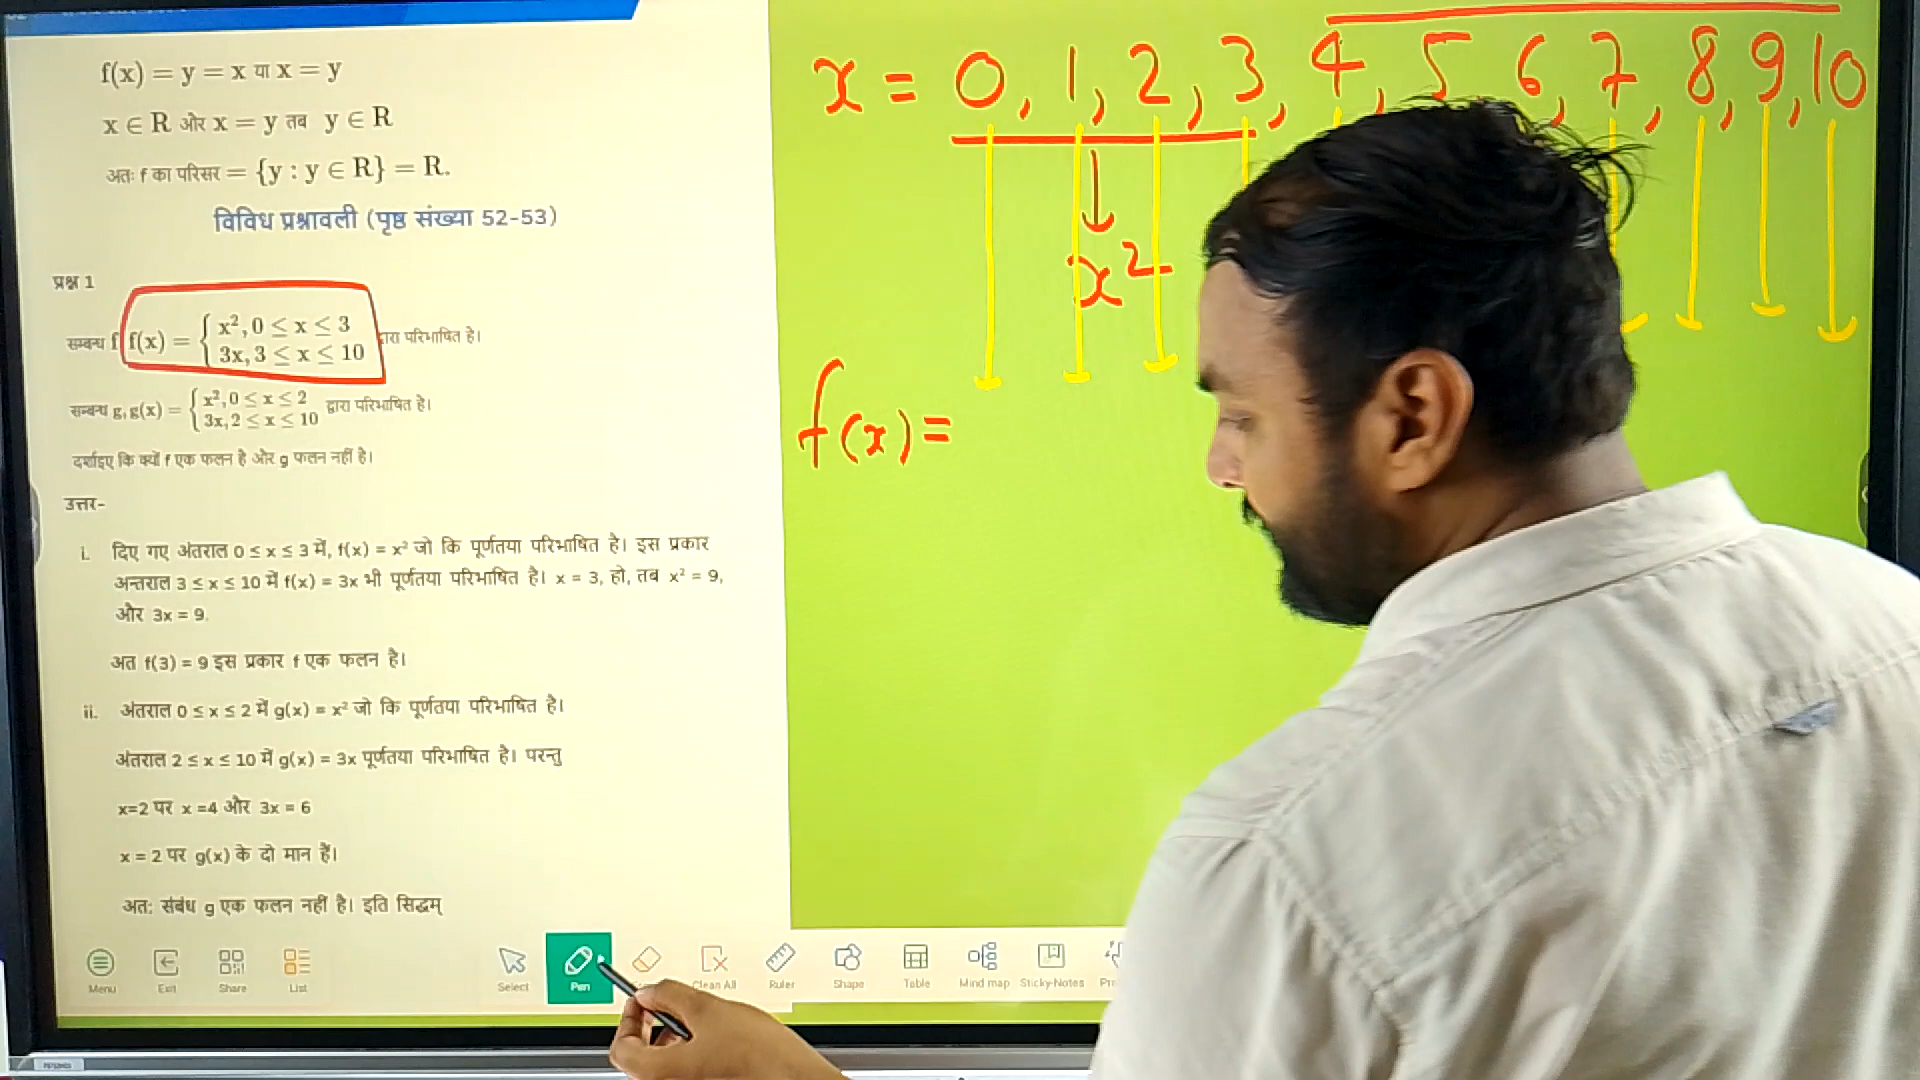 f(x) = y = x या x = y
x ∈ R और x = y तब y ∈ R
अतः f का परिसर = {y : y ∈ R} = R.
विविध प्रश्नावली (पृष्ठ संख्या 52-53)
प्रश्न 1
सम्बन्ध f f(x) = { x², 0 ≤ x ≤ 3
3x, 3 ≤ x ≤ 10 द्वारा परिभाषित है।
सम्बन्ध g, g(x) = { x², 0 ≤ x ≤ 2
3x, 2 ≤ x ≤ 10 द्वारा परिभाषित है।
दर्शाइए कि क्यों f एक फलन है और g फलन नहीं है।
उत्तर-
i. दिए गए अंतराल 0 ≤ x ≤ 3 में, f(x) = x² जो कि पूर्णतया परिभाषित है। इस प्रकार
अन्तराल 3 ≤ x ≤ 10 में f(x) = 3x भी पूर्णतया परिभाषित है। x = 3, हो, तब x² = 9,
और 3x = 9.
अत f(3) = 9 इस प्रकार f एक फलन है।
ii. अंतराल 0 ≤ x ≤ 2 में g(x) = x² जो कि पूर्णतया परिभाषित है।
अंतराल 2 ≤ x ≤ 10 में g(x) = 3x पूर्णतया परिभाषित है। परन्तु
x=2 पर x =4 और 3x = 6
x = 2 पर g(x) के दो मान हैं।
अत: संबंध g एक फलन नहीं है। इति सिद्धम्
x = 0, 1, 2, 3, 4, 5, 6, 7, 8, 9, 10
x²
f(x) =
Menu Exit Share List Select Pen Clean All Ruler Shape Table Mind map Sticky-Notes